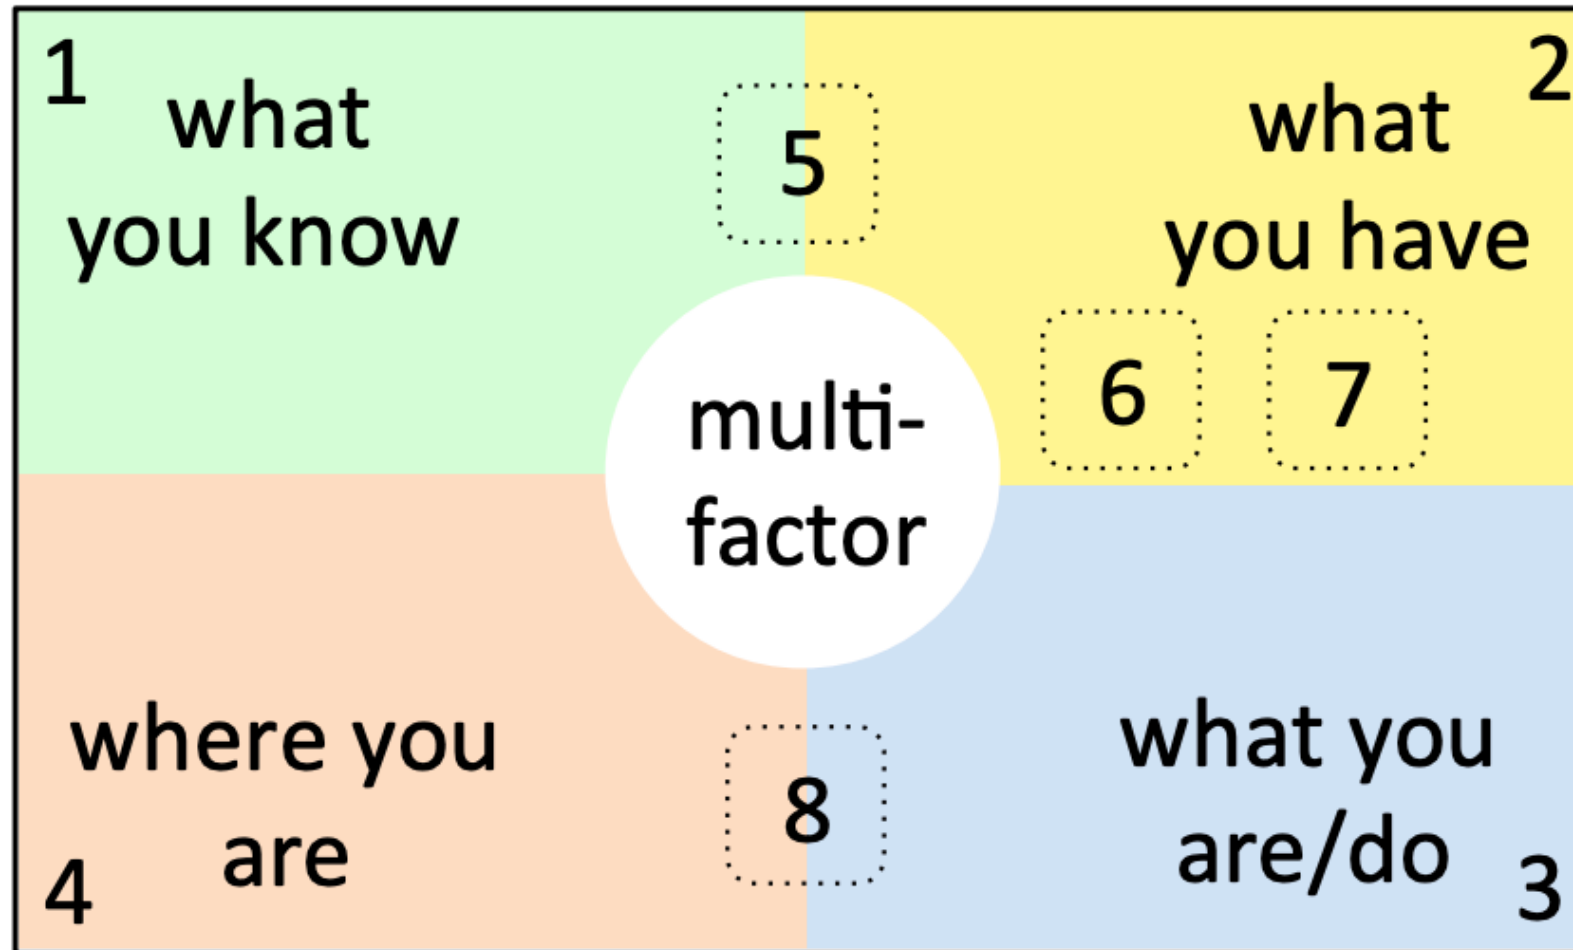 1
what
you know
5
2
what
you have
6
7
multi-
factor
where you
are
4
8
what you
are/do
3